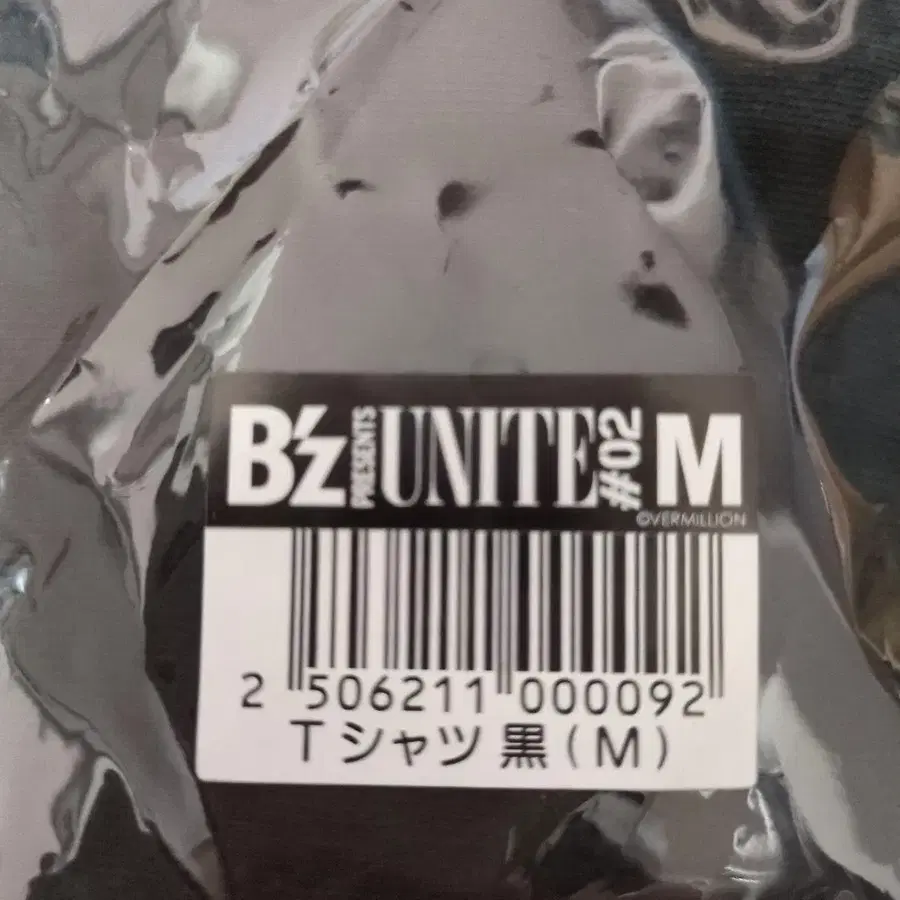 B'z PRESENTS UNITE #02 M
©VERMILLION
2 506211 000092
Tシャツ 黒(M)